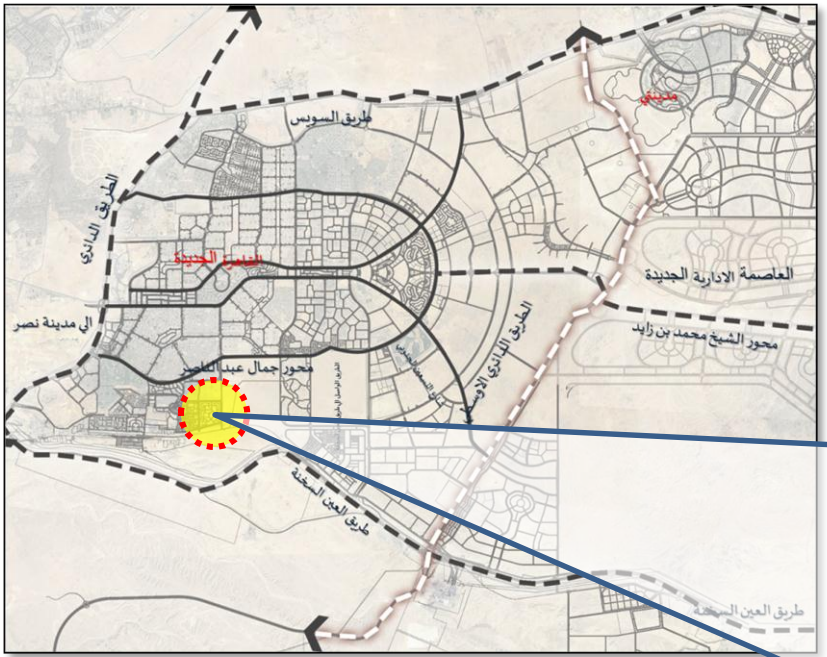 مدينتي
طريق السويس
الطريق الدائري
القاهرة الجديدة
العاصمة الادارية الجديدة
الي مدينة نصر
محور الشيخ محمد بن زايد
الطريق الدائري الاوسطي
محور جمال عبد الناصر
طريق العين السخنة
طريق العين السخنة